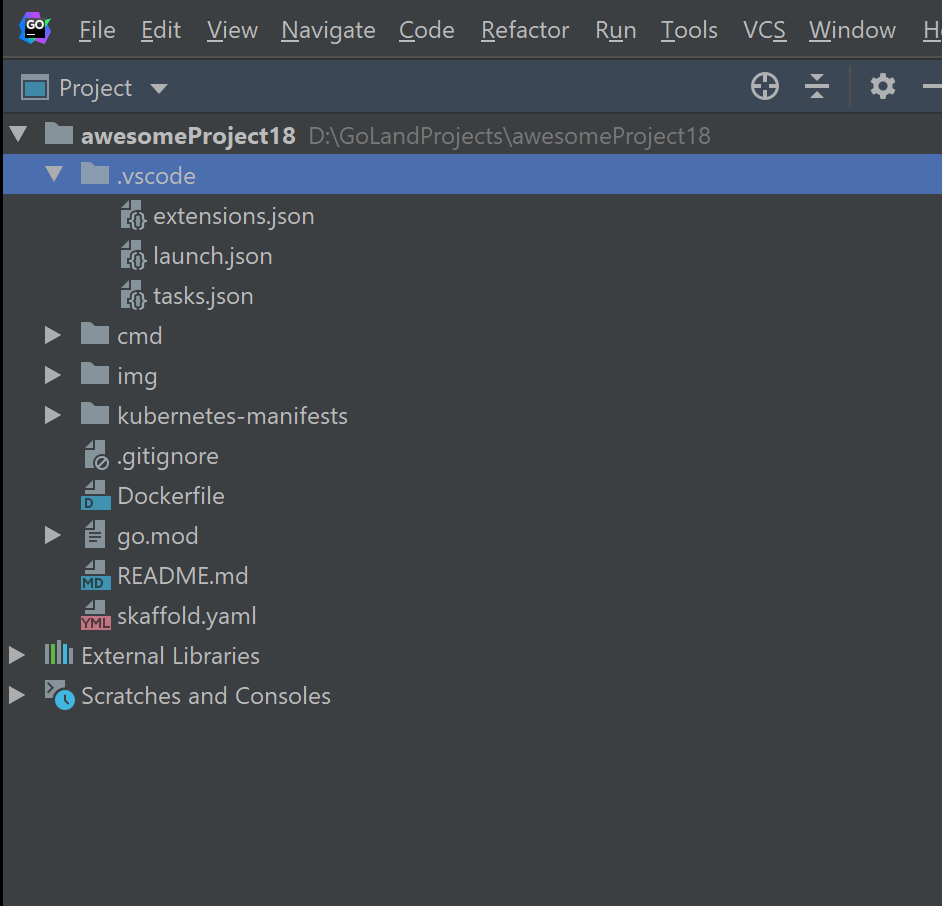 GO File Edit View Navigate Code Refactor Run Tools VCS Window
Project
awesomeProject18 D:\GoLandProjects\awesomeProject18
.vscode
extensions.json
launch.json
tasks.json
cmd
img
kubernetes-manifests
.gitignore
D Dockerfile
go.mod
MD README.md
YML skaffold.yaml
External Libraries
Scratches and Consoles